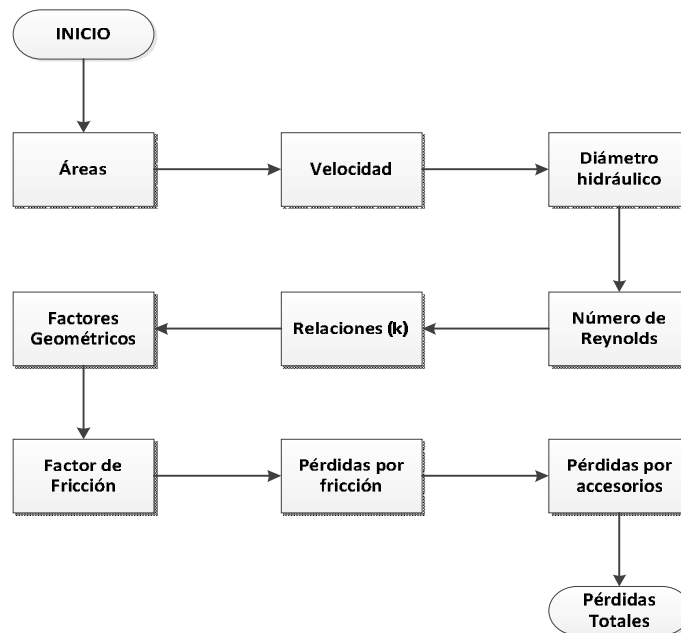 INICIO
Áreas
Velocidad
Diámetro
hidráulico
Número de
Reynolds
Relaciones (k)
Factores
Geométricos
Factor de
Fricción
Pérdidas por
fricción
Pérdidas por
accesorios
Pérdidas
Totales